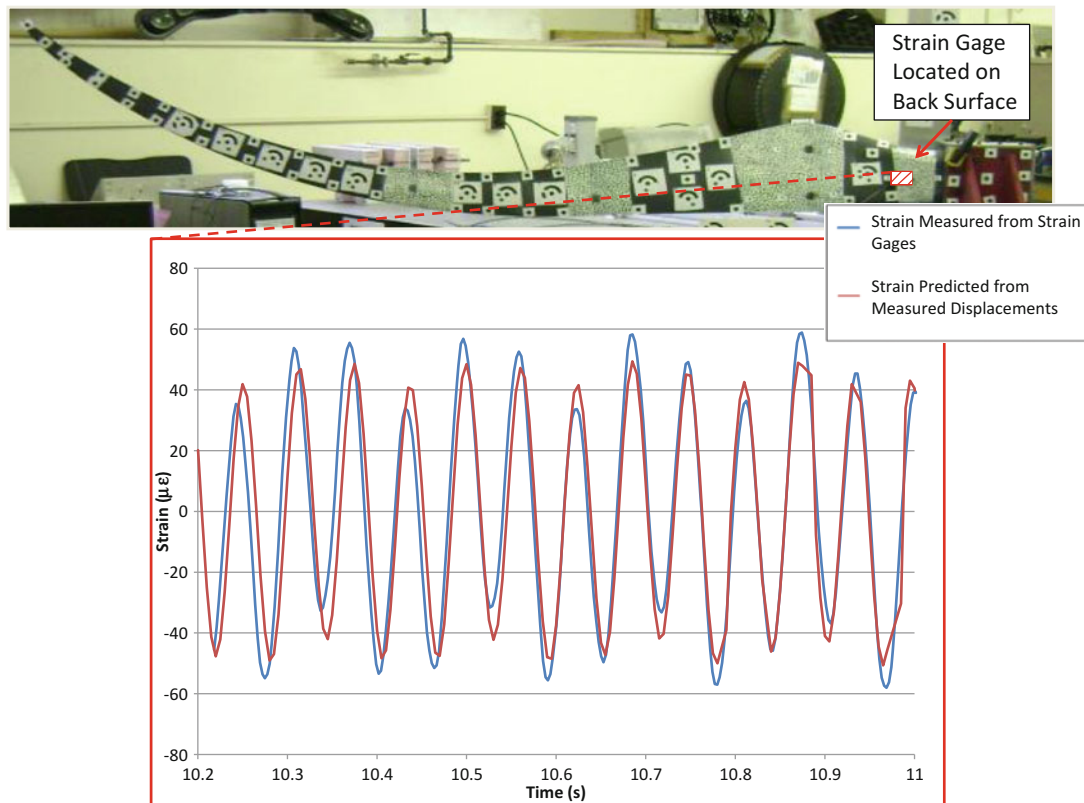 Strain Gage
Located on
Back Surface
Strain Measured from Strain
Gages
Strain Predicted from
Measured Displacements
80
60
40
20
0
-20
-40
-60
-80
Strain (µε)
10.2
10.3
10.4
10.5
10.6
10.7
10.8
10.9
11
Time (s)